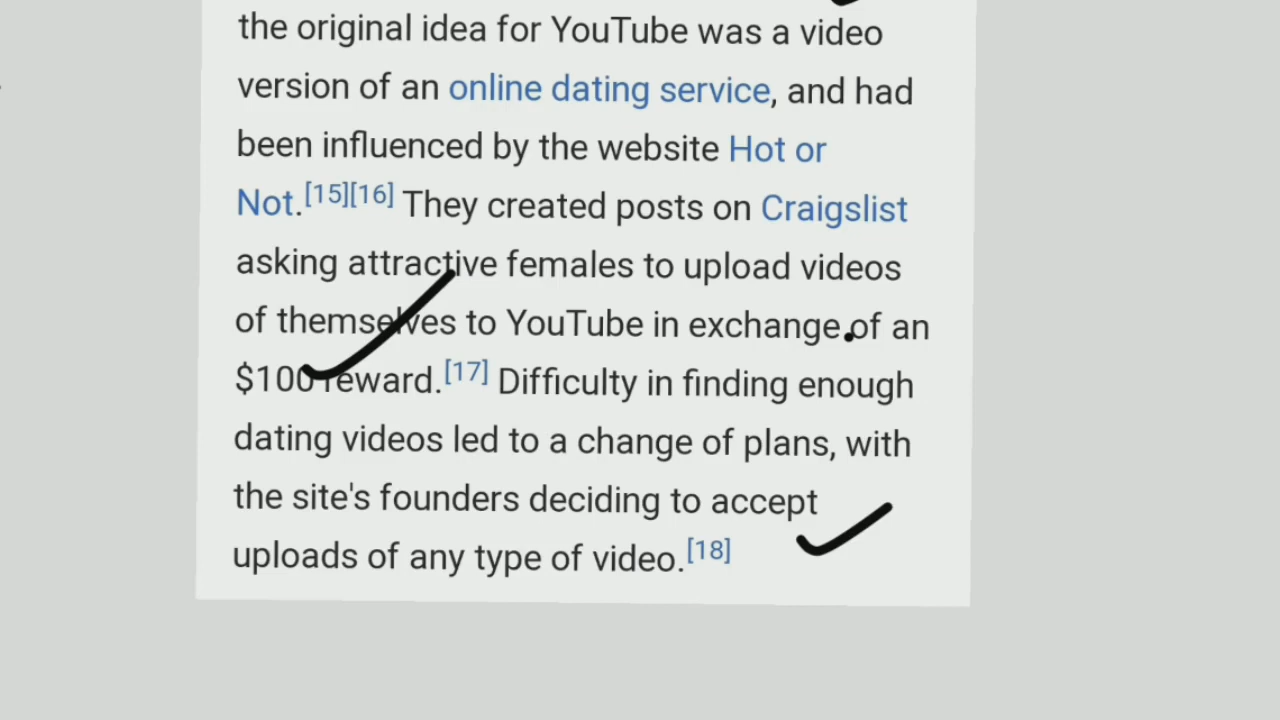 the original idea for YouTube was a video
version of an online dating service, and had
been influenced by the website Hot or
Not.[15][16] They created posts on Craigslist
asking attractive females to upload videos
of themselves to YouTube in exchange of an
$100 reward.[17] Difficulty in finding enough
dating videos led to a change of plans, with
the site's founders deciding to accept
uploads of any type of video.[18]